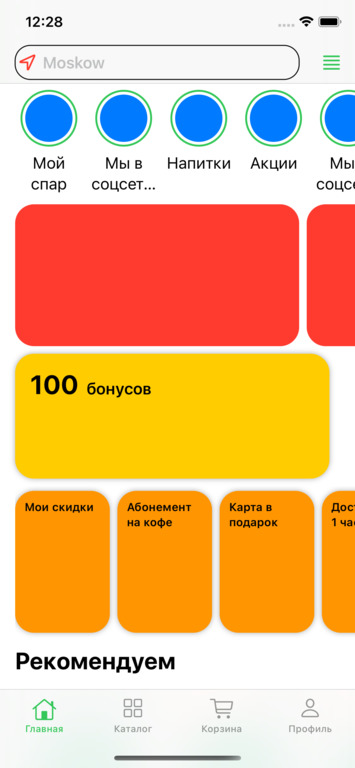 12:28
Moskow
Мой
спар
Мы в
соцсет...
Напитки
Акции
Мы
соцсе
100 бонусов
Мои скидки
Абонемент
на кофе
Карта в
подарок
Дос
1 ча
Рекомендуем
Главная
Каталог
Корзина
Профиль